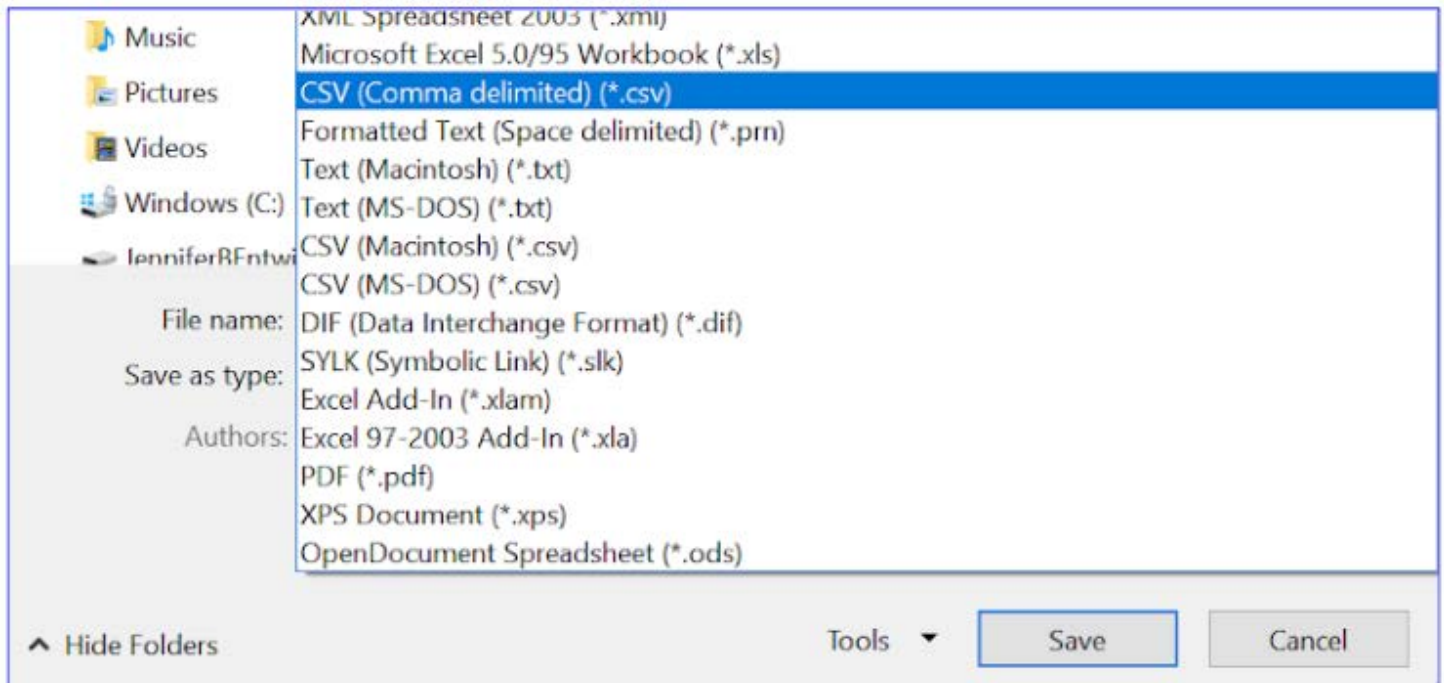 XML Spreadsheet 2003 (*.xml)
Music
Microsoft Excel 5.0/95 Workbook (*.xls)
Pictures
CSV (Comma delimited) (*.csv)
Formatted Text (Space delimited) (*.prn)
Videos
Text (Macintosh) (*.txt)
Windows (C:)
Text (MS-DOS) (*.txt)
CSV (Macintosh) (*.csv)
JenniferBEntwi
CSV (MS-DOS) (*.csv)
File name:
DIF (Data Interchange Format) (*.dif)
SYLK (Symbolic Link) (*.slk)
Save as type:
Excel Add-In (*.xlam)
Authors:
Excel 97-2003 Add-In (*.xla)
PDF (*.pdf)
XPS Document (*.xps)
OpenDocument Spreadsheet (*.ods)
Hide Folders
Tools
Save
Cancel